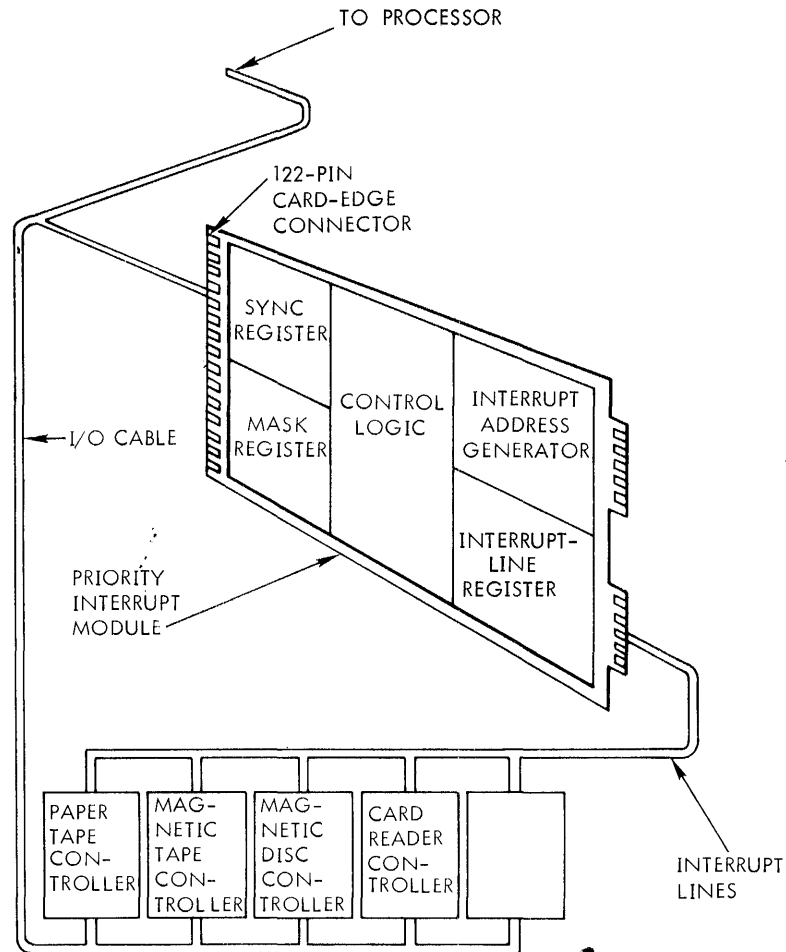 TO PROCESSOR
122-PIN
CARD-EDGE
CONNECTOR
SYNC
REGISTER
MASK
REGISTER
CONTROL
LOGIC
INTERRUPT
ADDRESS
GENERATOR
INTERRUPT-
LINE
REGISTER
I/O CABLE
PRIORITY
INTERRUPT
MODULE
PAPER
TAPE
CON-
TROLLER
MAG-
NETIC
TAPE
CON-
TROLLER
MAG-
NETIC
DISC
CON-
TROLLER
CARD
READER
CON-
TROLLER
INTERRUPT
LINES